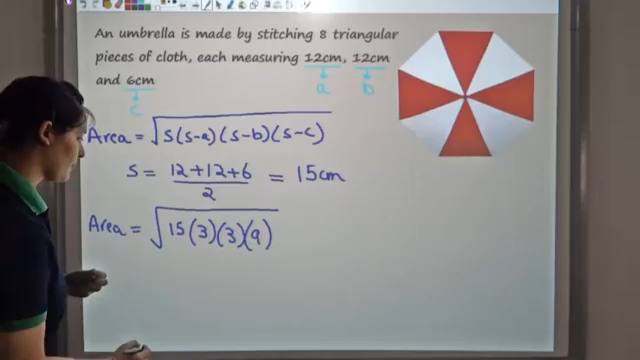 An umbrella is made by stitching 8 triangular
pieces of cloth, each measuring 12cm, 12cm
and 6cm
a
b
c
Area = √s(s-a)(s-b)(s-c)
s = 12+12+6 / 2 = 15cm
Area = √15(3)(3)(9)